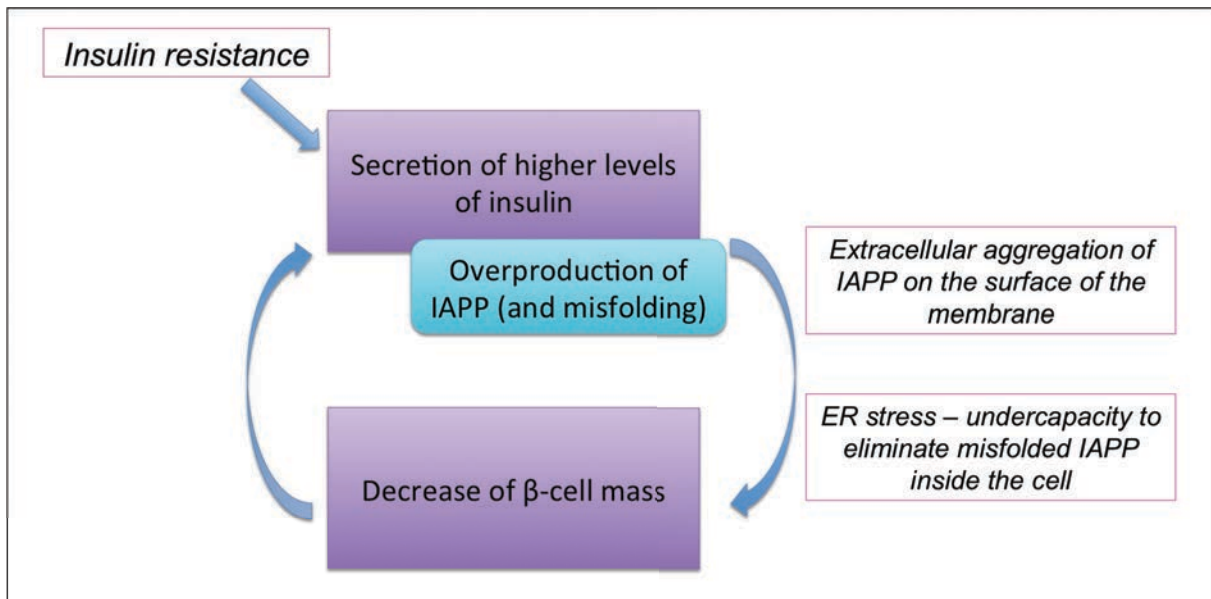 Insulin resistance
Secretion of higher levels
of insulin
Overproduction of
IAPP (and misfolding)
Extracellular aggregation of
IAPP on the surface of the
membrane
ER stress – undercapacity to
eliminate misfolded IAPP
inside the cell
Decrease of β-cell mass